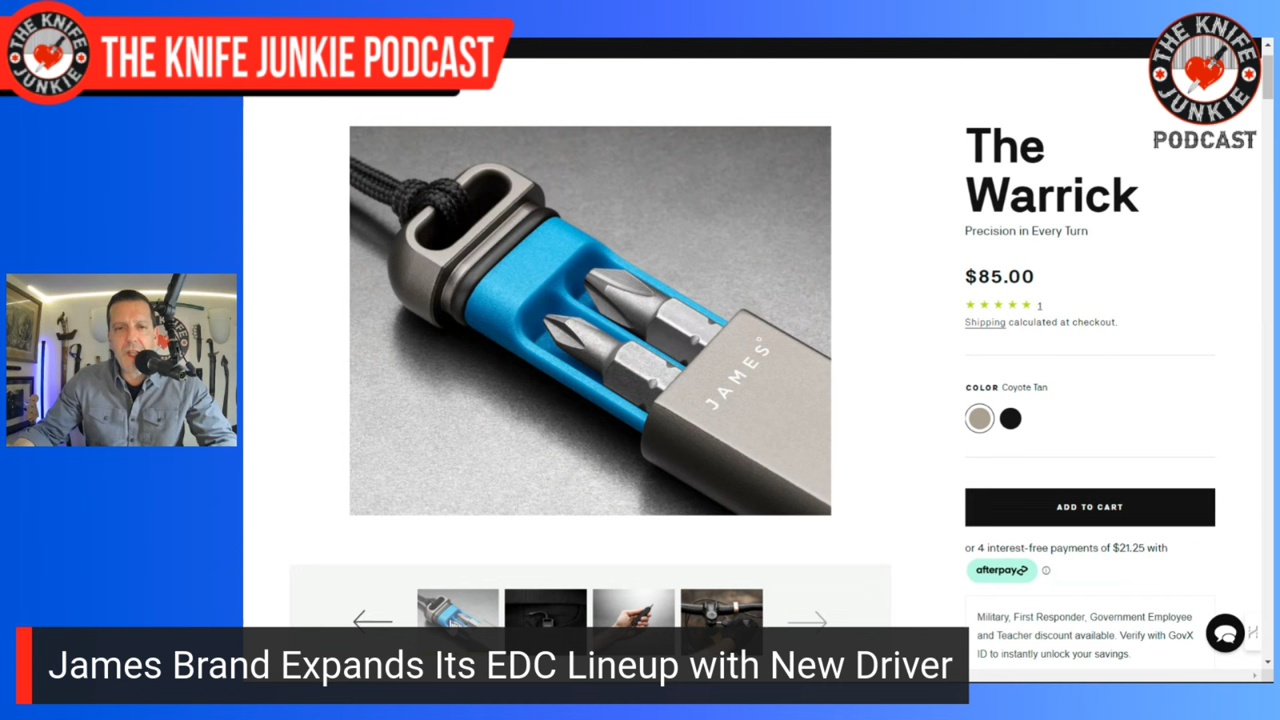 THE KNIFE JUNKIE
THE KNIFE JUNKIE PODCAST
THE KNIFE JUNKIE
PODCAST
The
Warrick
Precision in Every Turn
$85.00
★ ★ ★ ★ ★ 1
Shipping calculated at checkout.
COLOR Coyote Tan
JAMES°
ADD TO CART
or 4 interest-free payments of $21.25 with
afterpay
Military, First Responder, Government Employee
and Teacher discount available. Verify with GovX
ID to instantly unlock your savings.
James Brand Expands Its EDC Lineup with New Driver